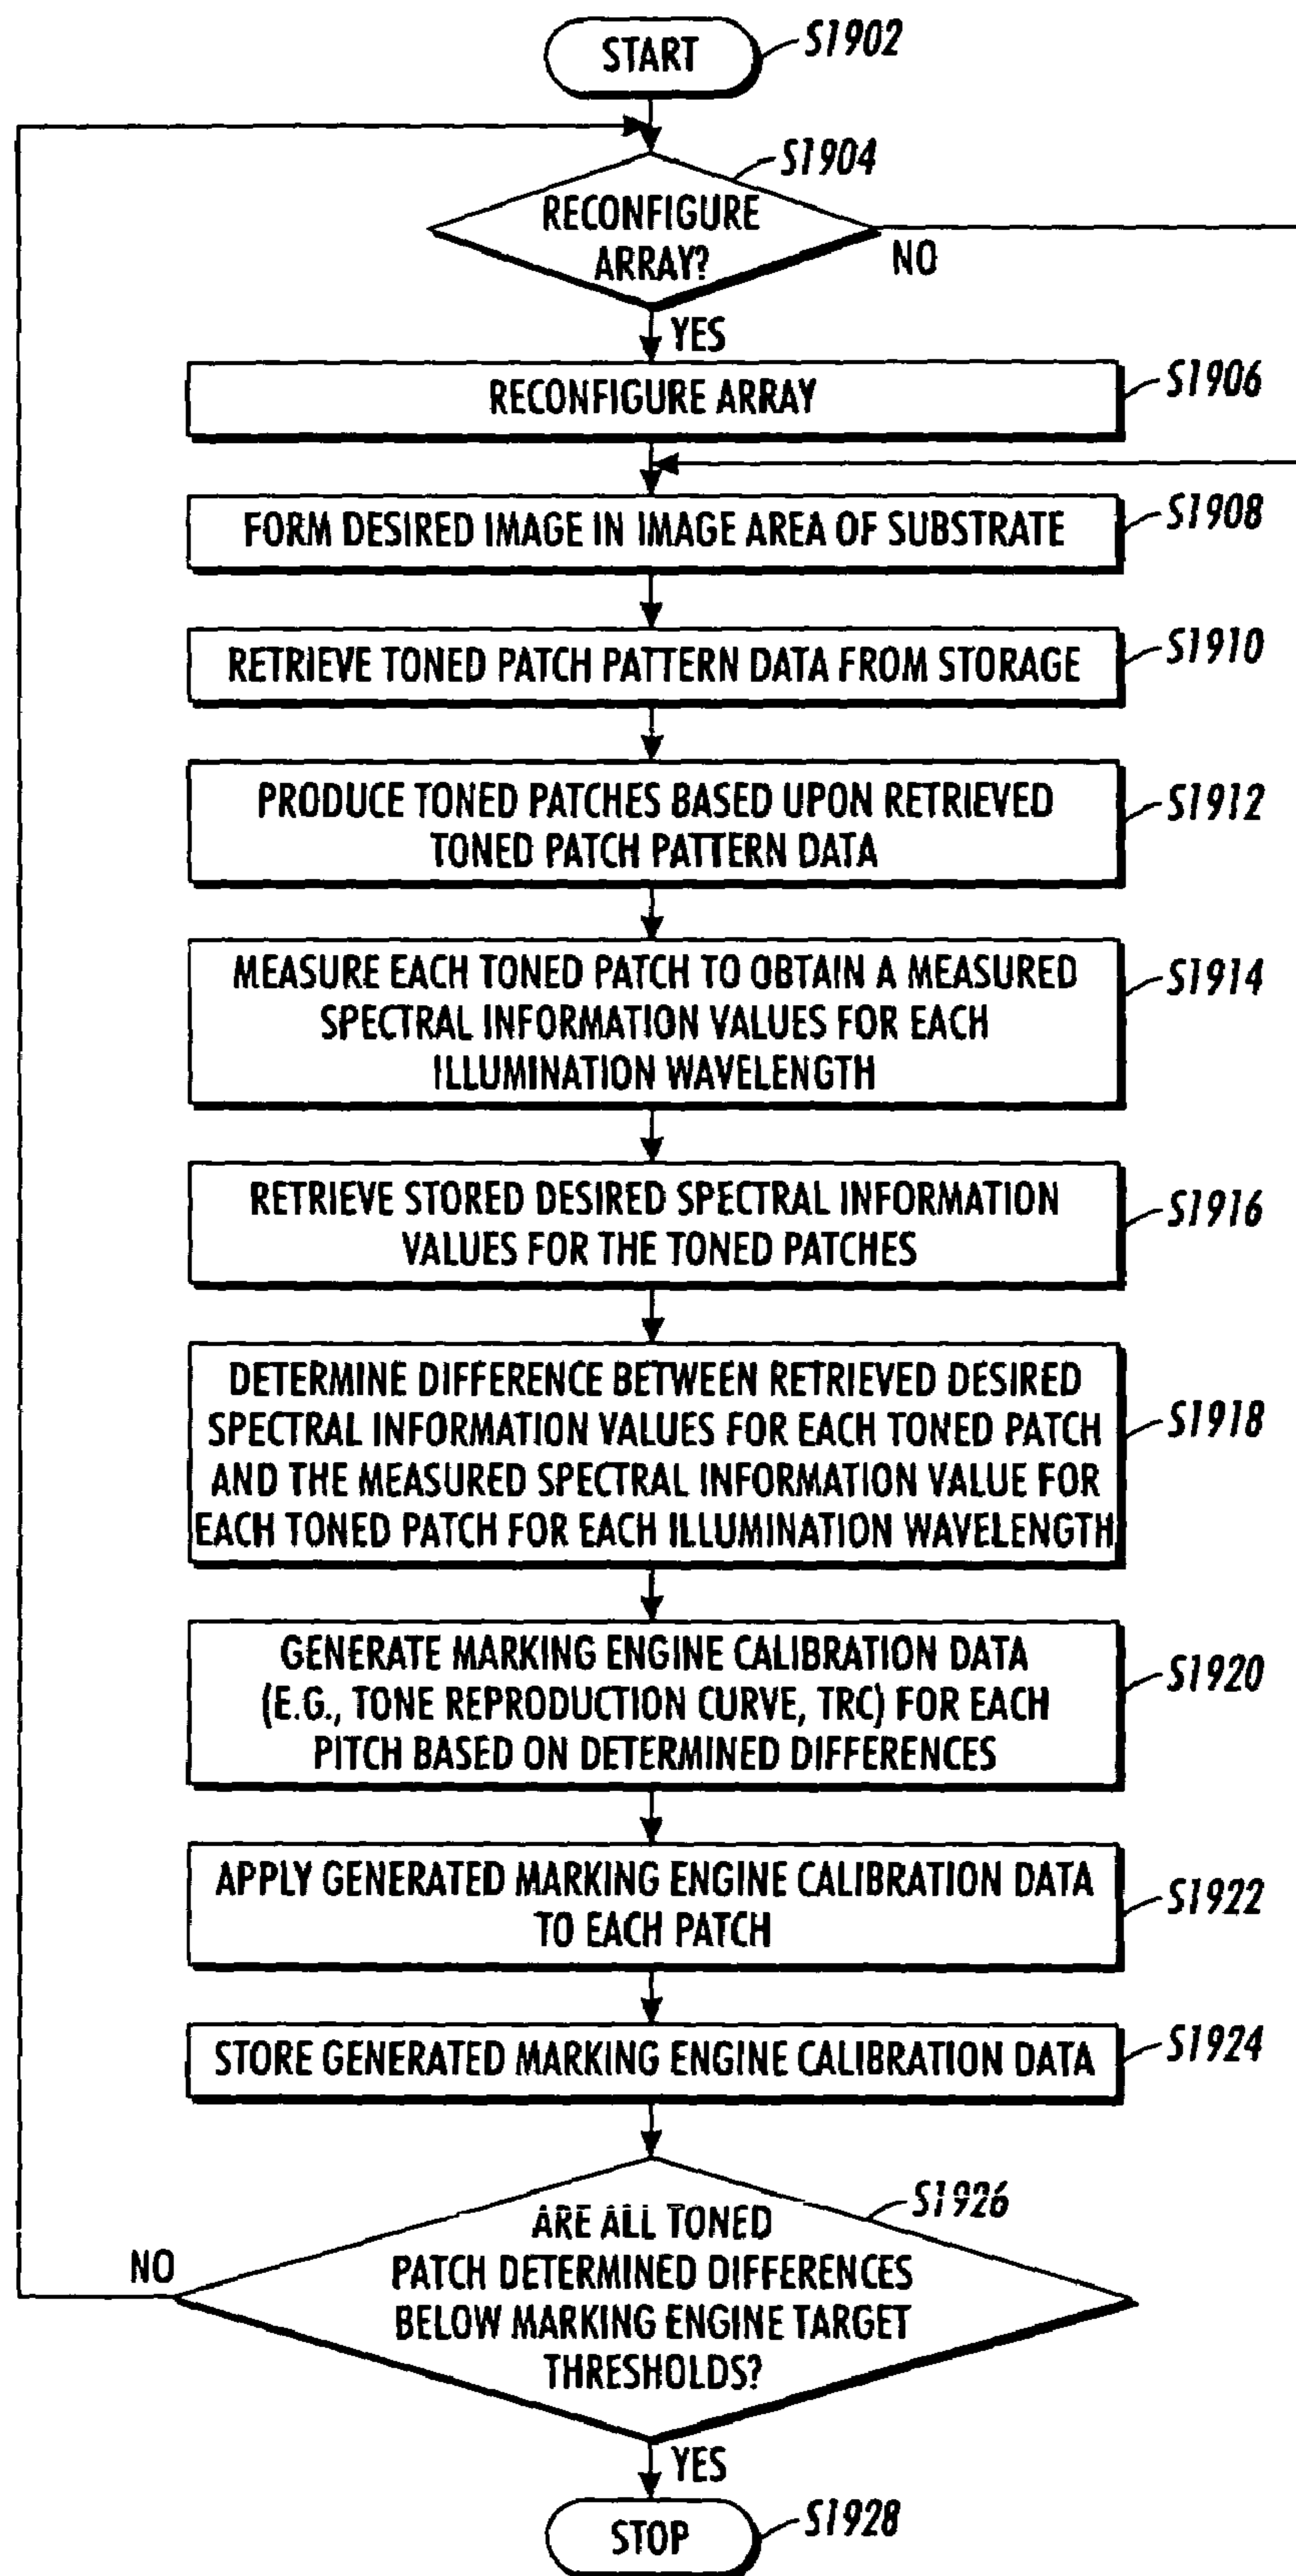 START
S1902
S1904
RECONFIGURE
ARRAY?
NO
YES
RECONFIGURE ARRAY
S1906
FORM DESIRED IMAGE IN IMAGE AREA OF SUBSTRATE
S1908
RETRIEVE TONED PATCH PATTERN DATA FROM STORAGE
S1910
PRODUCE TONED PATCHES BASED UPON RETRIEVED
TONED PATCH PATTERN DATA
S1912
MEASURE EACH TONED PATCH TO OBTAIN A MEASURED
SPECTRAL INFORMATION VALUES FOR EACH
ILLUMINATION WAVELENGTH
S1914
RETRIEVE STORED DESIRED SPECTRAL INFORMATION
VALUES FOR THE TONED PATCHES
S1916
DETERMINE DIFFERENCE BETWEEN RETRIEVED DESIRED
SPECTRAL INFORMATION VALUES FOR EACH TONED PATCH
AND THE MEASURED SPECTRAL INFORMATION VALUE FOR
EACH TONED PATCH FOR EACH ILLUMINATION WAVELENGTH
S1918
GENERATE MARKING ENGINE CALIBRATION DATA
(E.G., TONE REPRODUCTION CURVE, TRC) FOR EACH
PITCH BASED ON DETERMINED DIFFERENCES
S1920
APPLY GENERATED MARKING ENGINE CALIBRATION DATA
TO EACH PATCH
S1922
STORE GENERATED MARKING ENGINE CALIBRATION DATA
S1924
S1926
ARE ALL TONED
PATCH DETERMINED DIFFERENCES
BELOW MARKING ENGINE TARGET
THRESHOLDS?
NO
YES
STOP
S1928